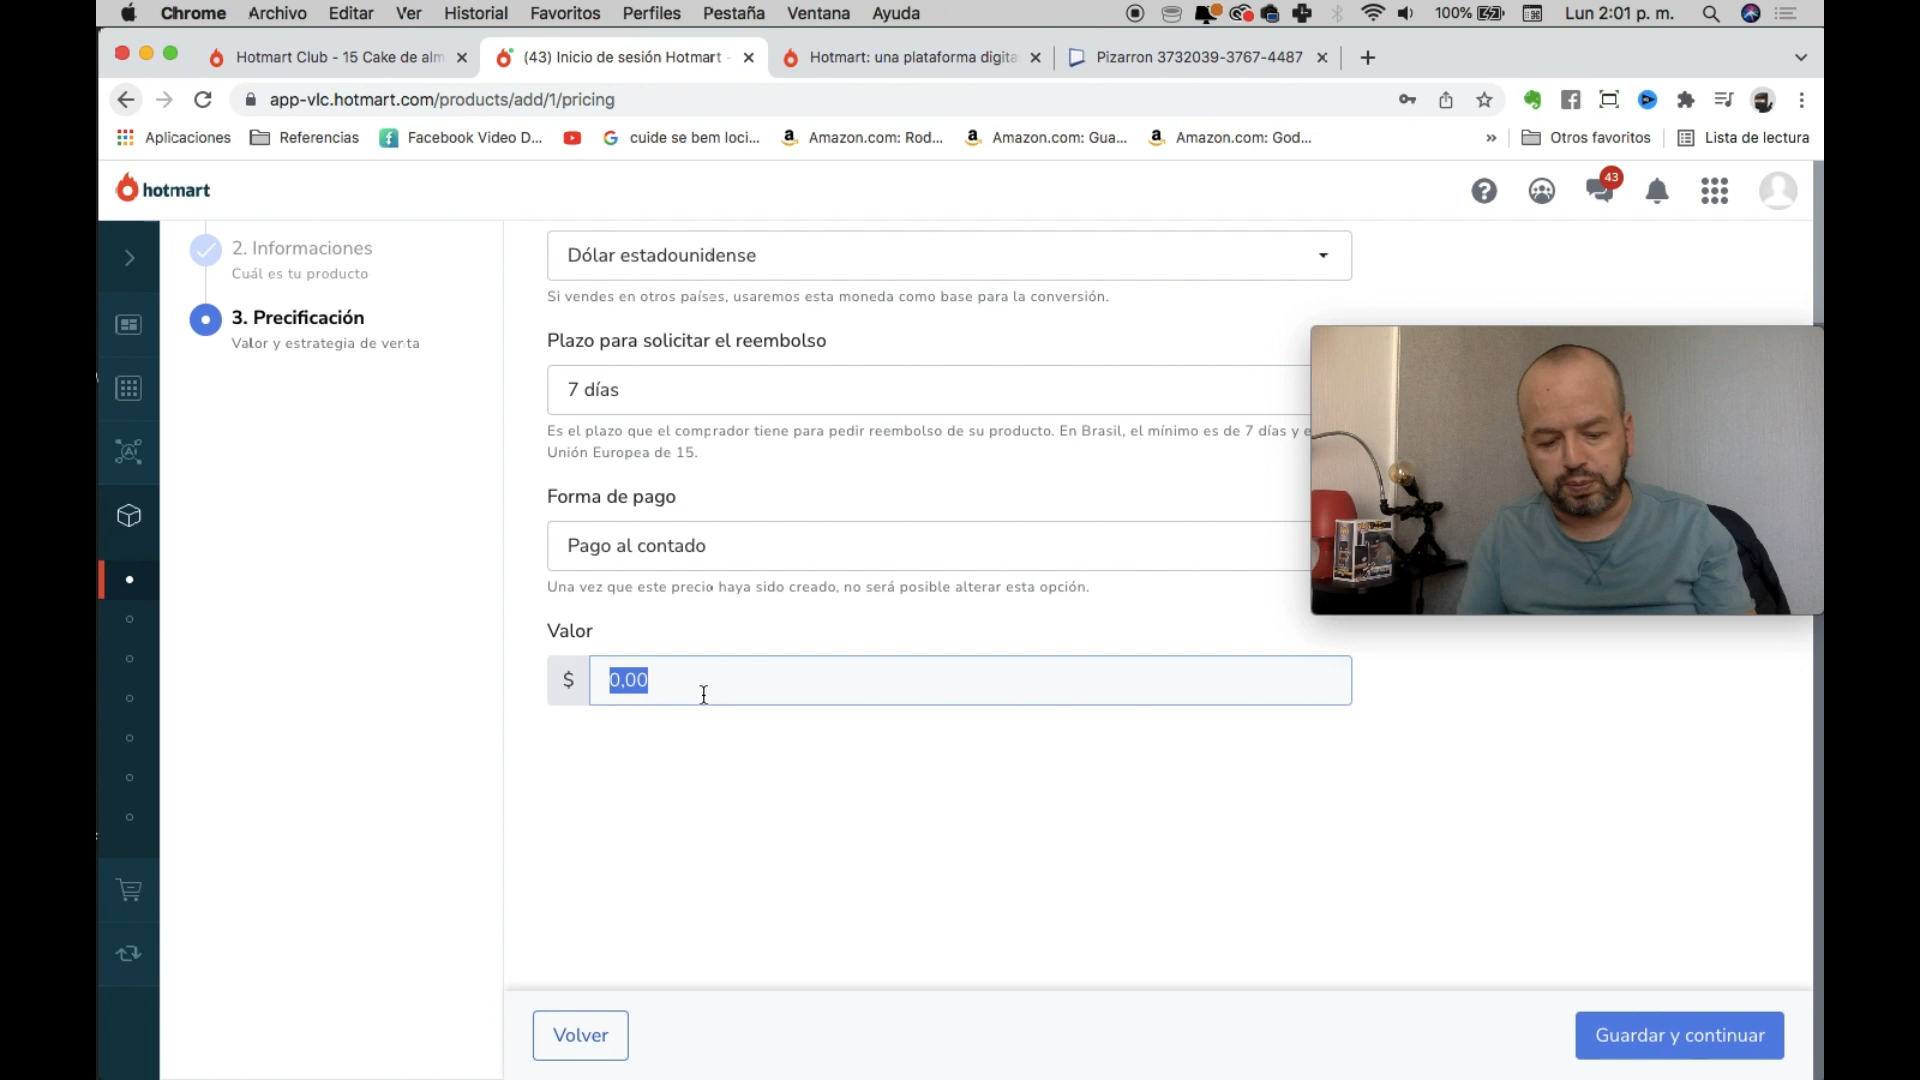 Chrome Archivo Editar Ver Historial Favoritos Perfiles Pestaña Ventana Ayuda 100% Lun 2:01 p. m.
Hotmart Club - 15 Cake de alm (43) Inicio de sesión Hotmart - Hotmart: una plataforma digita Pizarron 3732039-3767-4487
app-vlc.hotmart.com/products/add/1/pricing
Aplicaciones Referencias Facebook Video D... cuide se bem loci... Amazon.com: Rod... Amazon.com: Gua... Amazon.com: God... » Otros favoritos Lista de lectura
hotmart 43
2. Informaciones
Cuál es tu producto
3. Precificación
Valor y estrategia de venta
AI
Dólar estadounidense
Si vendes en otros países, usaremos esta moneda como base para la conversión.
Plazo para solicitar el reembolso
7 días
Es el plazo que el comprador tiene para pedir reembolso de su producto. En Brasil, el mínimo es de 7 días y e
Unión Europea de 15.
Forma de pago
Pago al contado
Una vez que este precio haya sido creado, no será posible alterar esta opción.
Valor
$ 0,00
Volver Guardar y continuar